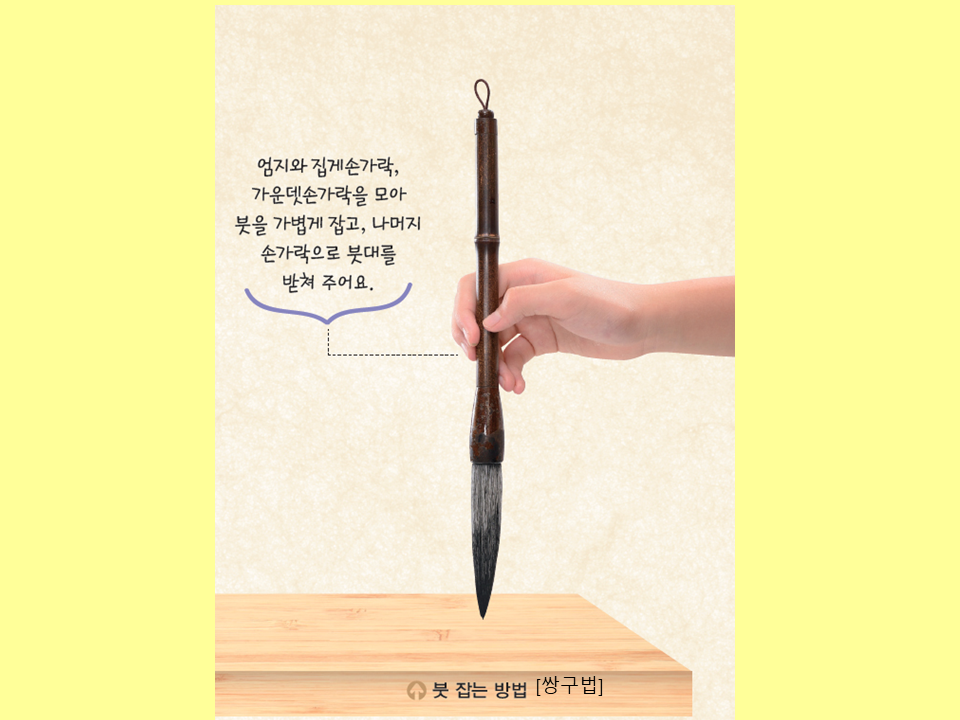 엄지와 집게손가락,
가운뎃손가락을 모아
붓을 가볍게 잡고, 나머지
손가락으로 붓대를
받쳐 주어요.
붓 잡는 방법 [쌍구법]